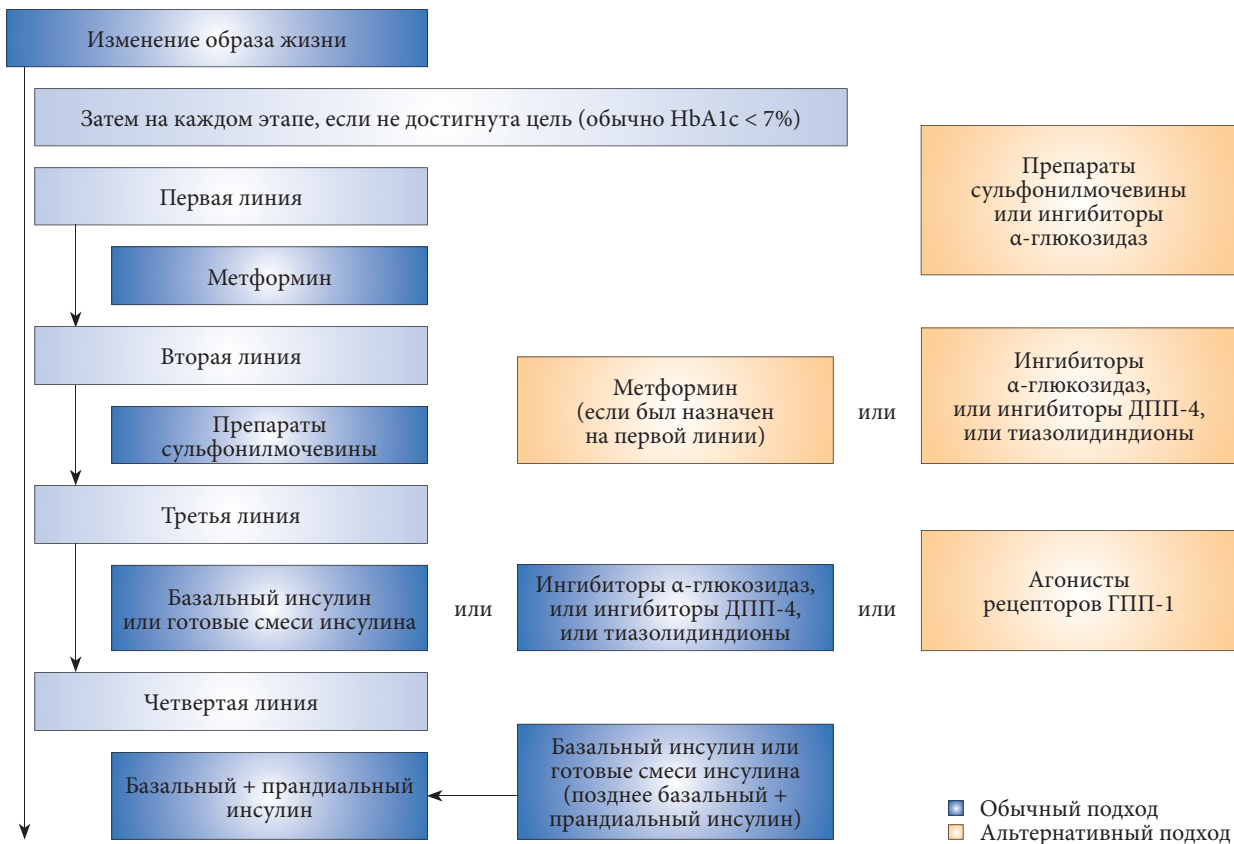 Изменение образа жизни
Затем на каждом этапе, если не достигнута цель (обычно HbA1c < 7%)
Первая линия
Метформин
Препараты
сульфонилмочевины
или ингибиторы
α-глюкозидаз
Вторая линия
Препараты
сульфонилмочевины
Метформин
(если был назначен
на первой линии)
или
Ингибиторы
α-глюкозидаз,
или ингибиторы ДПП-4,
или тиазолидиндионы
Третья линия
Базальный инсулин
или готовые смеси инсулина
или
Ингибиторы α-глюкозидаз,
или ингибиторы ДПП-4,
или тиазолидиндионы
или
Агонисты
рецепторов ГПП-1
Четвертая линия
Базальный + прандиальный
инсулин
Базальный инсулин или
готовые смеси инсулина
(позднее базальный +
прандиальный инсулин)
Обычный подход
Альтернативный подход